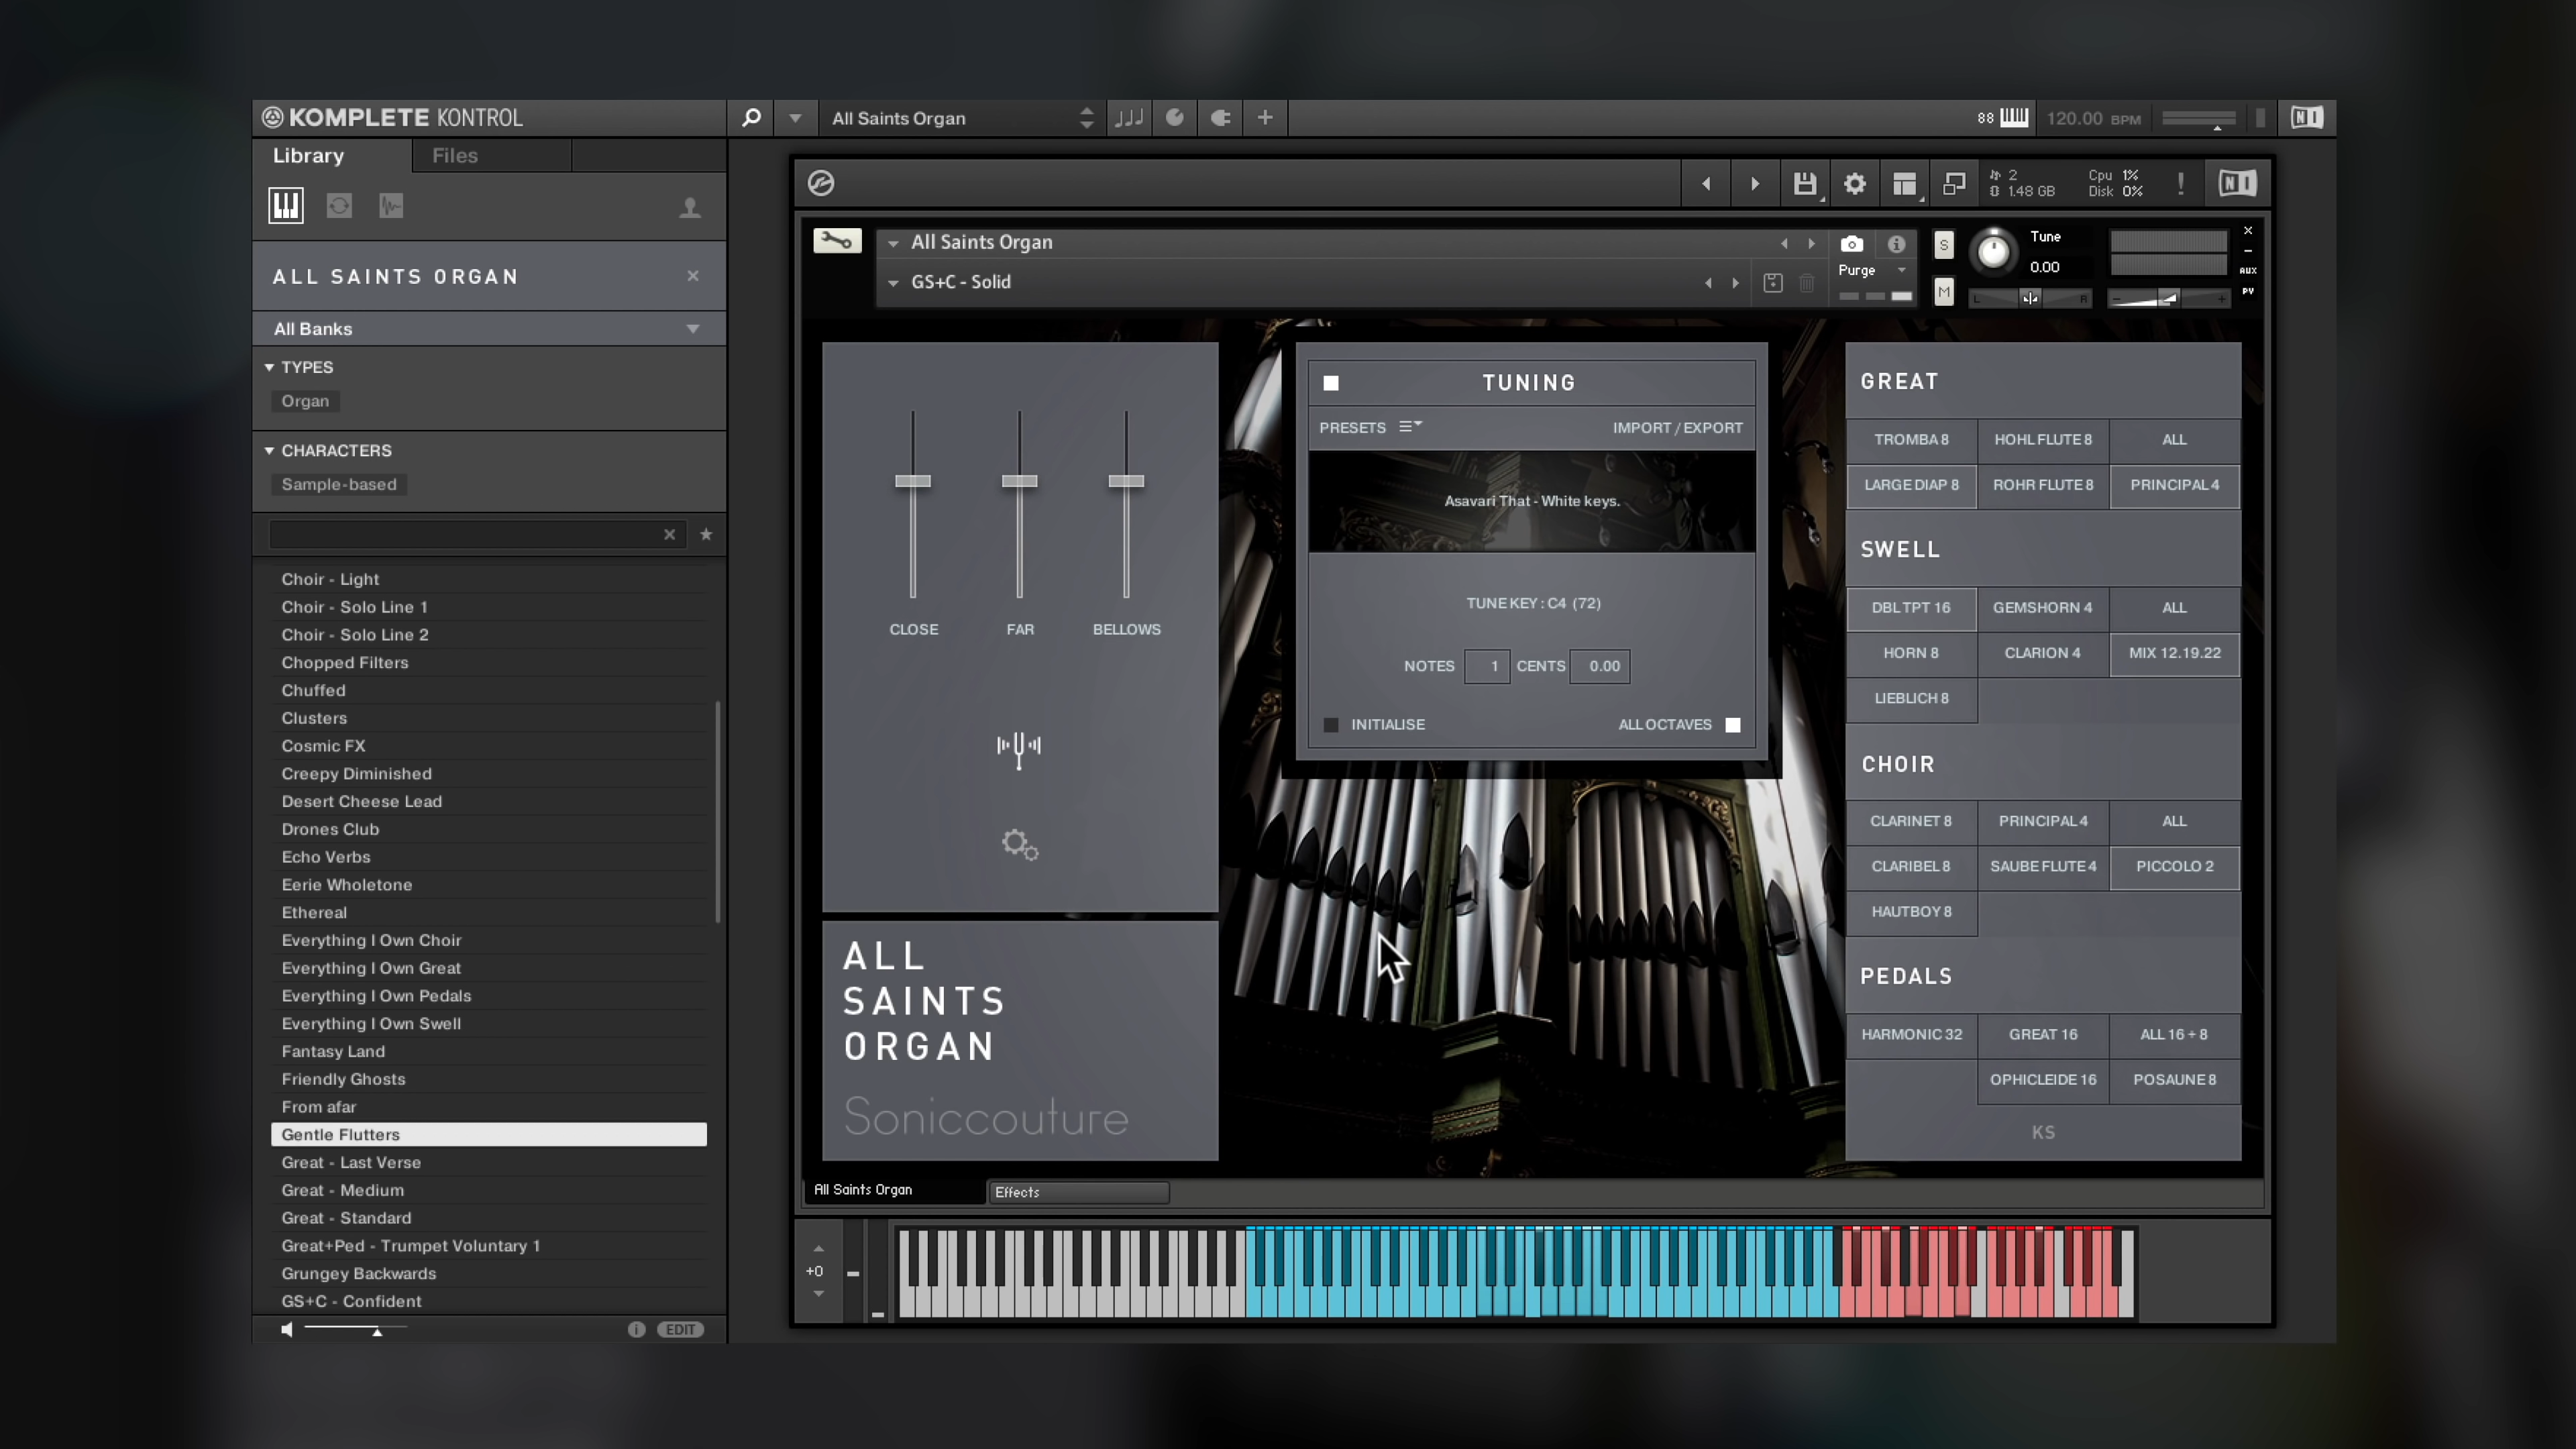 KOMPLETE KONTROL
All Saints Organ
88
120.00 BPM
Library
Files
ALL SAINTS ORGAN
All Banks
TYPES
Organ
CHARACTERS
Sample-based
Choir - Light
Choir - Solo Line 1
Choir - Solo Line 2
Chopped Filters
Chuffed
Clusters
Cosmic FX
Creepy Diminished
Desert Cheese Lead
Drones Club
Echo Verbs
Eerie Wholetone
Ethereal
Everything I Own Choir
Everything I Own Great
Everything I Own Pedals
Everything I Own Swell
Fantasy Land
Friendly Ghosts
From afar
Gentle Flutters
Great - Last Verse
Great - Medium
Great - Standard
Great+Ped - Trumpet Voluntary 1
Grungey Backwards
GS+C - Confident
EDIT
2
1.48 GB
Cpu 1%
Disk 0%
!
NI
All Saints Organ
GS+C - Solid
Purge
S
M
Tune
0.00
L
R
AUX
PV
CLOSE
FAR
BELLOWS
ALL
SAINTS
ORGAN
Soniccouture
TUNING
PRESETS
IMPORT / EXPORT
Asavari That - White keys.
TUNE KEY : C4 (72)
NOTES 1 CENTS 0.00
INITIALISE
ALL OCTAVES
GREAT
TROMBA 8 HOHL FLUTE 8 ALL
LARGE DIAP 8 ROHR FLUTE 8 PRINCIPAL 4
SWELL
DBL TPT 16 GEMSHORN 4 ALL
HORN 8 CLARION 4 MIX 12.19.22
LIEBLICH 8
CHOIR
CLARINET 8 PRINCIPAL 4 ALL
CLARIBEL 8 SAUBE FLUTE 4 PICCOLO 2
HAUTBOY 8
PEDALS
HARMONIC 32 GREAT 16 ALL 16 + 8
OPHICLEIDE 16 POSAUNE 8
KS
All Saints Organ
Effects
+0